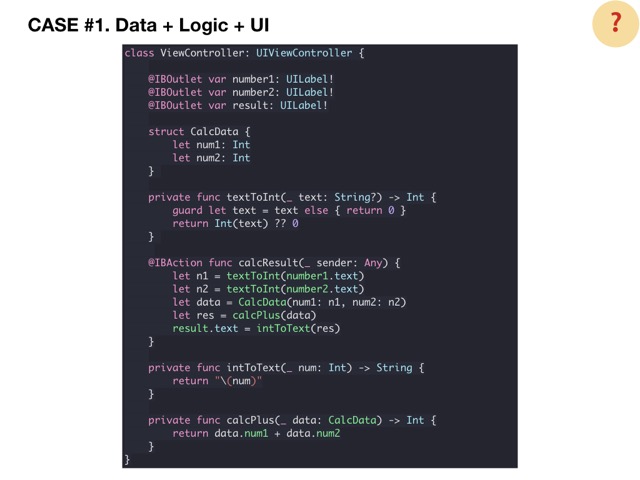 CASE #1. Data + Logic + UI
?
class ViewController: UIViewController {
@IBOutlet var number1: UILabel!
@IBOutlet var number2: UILabel!
@IBOutlet var result: UILabel!
struct CalcData {
let num1: Int
let num2: Int
}
private func textToInt(_ text: String?) -> Int {
guard let text = text else { return 0 }
return Int(text) ?? 0
}
@IBAction func calcResult(_ sender: Any) {
let n1 = textToInt(number1.text)
let n2 = textToInt(number2.text)
let data = CalcData(num1: n1, num2: n2)
let res = calcPlus(data)
result.text = intToText(res)
}
private func intToText(_ num: Int) -> String {
return "\(num)"
}
private func calcPlus(_ data: CalcData) -> Int {
return data.num1 + data.num2
}
}